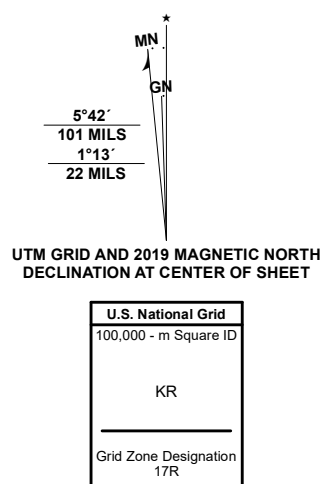 MN
GN
5°42´
101 MILS
1°13´
22 MILS
UTM GRID AND 2019 MAGNETIC NORTH
DECLINATION AT CENTER OF SHEET
U.S. National Grid
100,000 - m Square ID
KR
Grid Zone Designation
17R